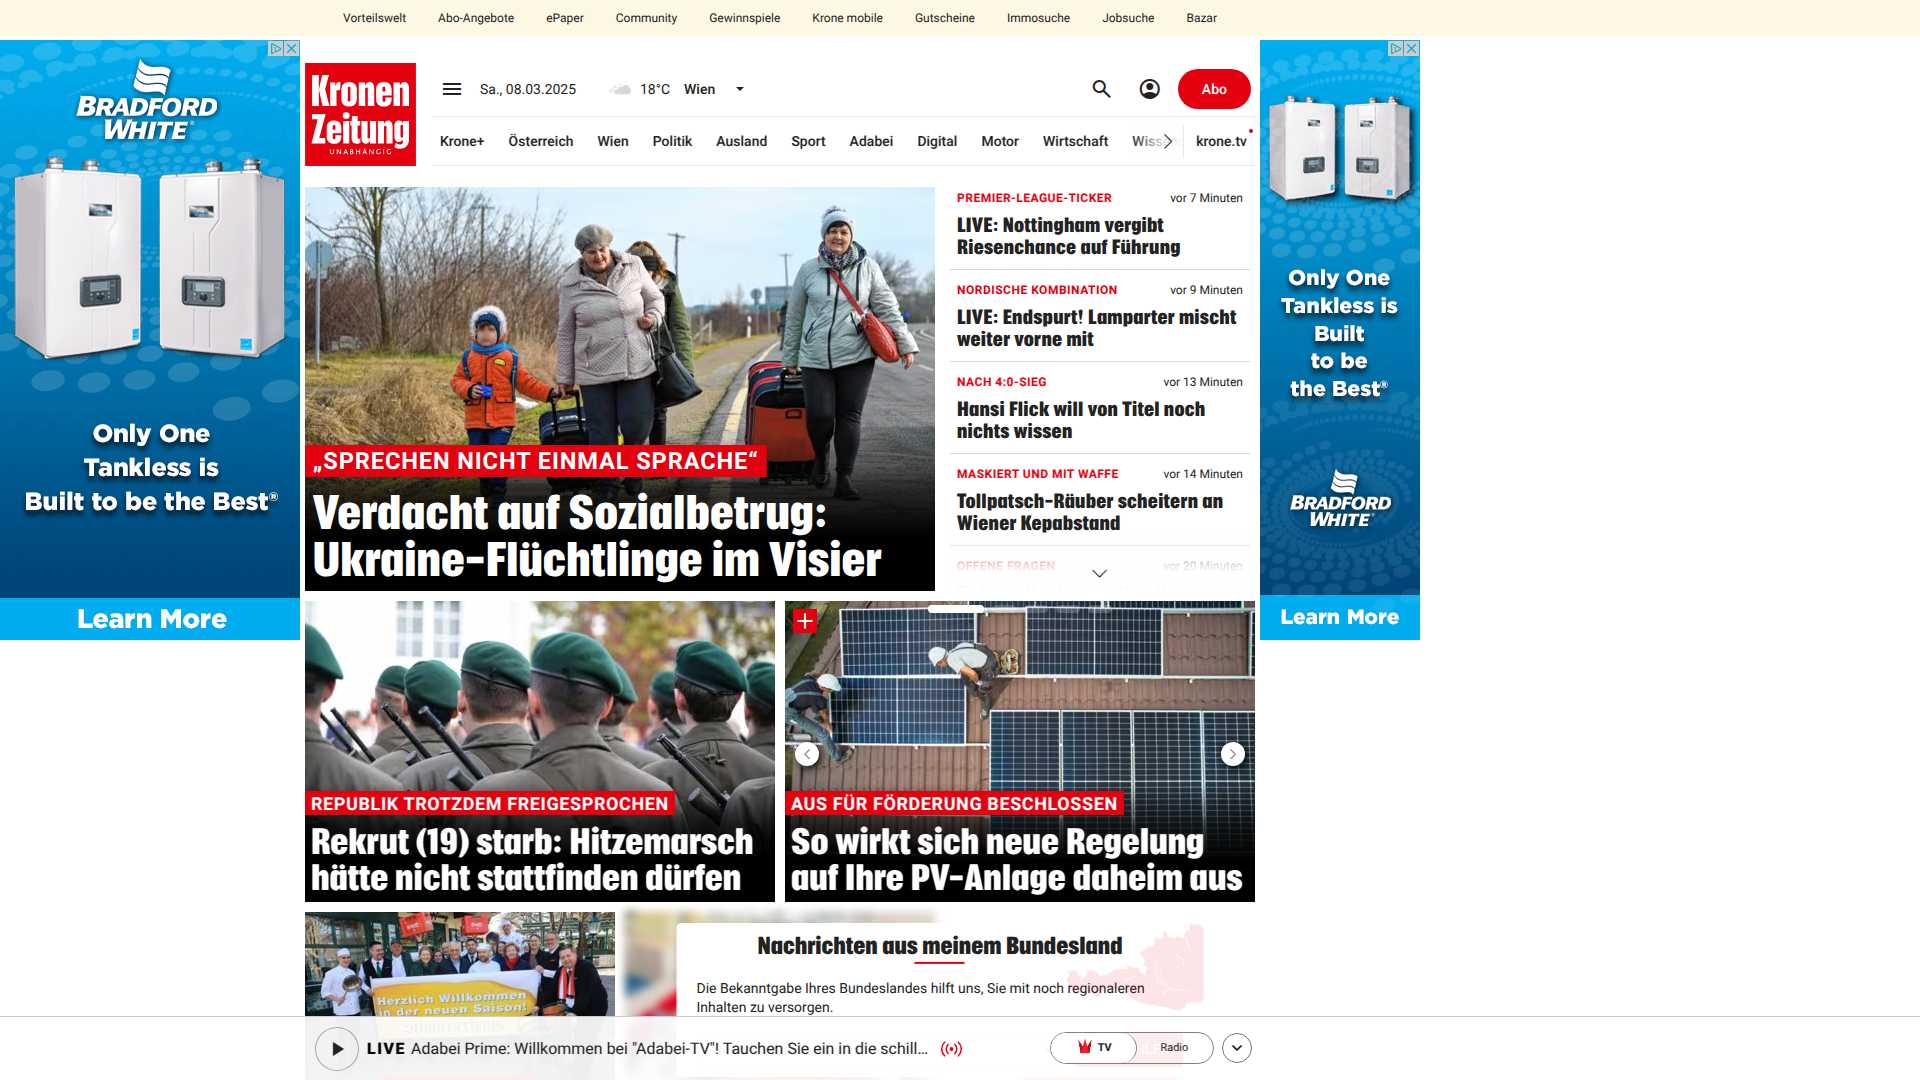 Vorteilswelt
Abo-Angebote
ePaper
Community
Gewinnspiele
Krone mobile
Gutscheine
Immosuche
Jobsuche
Bazar
BRADFORD
WHITE®
Only One
Tankless is
Built to be the Best®
Learn More
Kronen
Zeitung
UNABHÄNGIG
Sa., 08.03.2025
18°C
Wien
Abo
Krone+
Österreich
Wien
Politik
Ausland
Sport
Adabei
Digital
Motor
Wirtschaft
Wiss
krone.tv
„SPRECHEN NICHT EINMAL SPRACHE“
Verdacht auf Sozialbetrug:
Ukraine-Flüchtlinge im Visier
PREMIER-LEAGUE-TICKER
vor 7 Minuten
LIVE: Nottingham vergibt
Riesenchance auf Führung
NORDISCHE KOMBINATION
vor 9 Minuten
LIVE: Endspurt! Lamparter mischt
weiter vorne mit
NACH 4:0-SIEG
vor 13 Minuten
Hansi Flick will von Titel noch
nichts wissen
MASKIERT UND MIT WAFFE
vor 14 Minuten
Tollpatsch-Räuber scheitern an
Wiener Kepabstand
OFFENE FRAGEN
vor 20 Minuten
Only One
Tankless is
Built
to be
the Best®
BRADFORD
WHITE®
Learn More
REPUBLIK TROTZDEM FREIGESPROCHEN
Rekrut (19) starb: Hitzemarsch
hätte nicht stattfinden dürfen
AUS FÜR FÖRDERUNG BESCHLOSSEN
So wirkt sich neue Regelung
auf Ihre PV-Anlage daheim aus
Herzlich Willkommen
in der neuen Saison!
Nachrichten aus meinem Bundesland
Die Bekanntgabe Ihres Bundeslandes hilft uns, Sie mit noch regionaleren
Inhalten zu versorgen.
LIVE Adabei Prime: Willkommen bei "Adabei-TV"! Tauchen Sie ein in die schill...
TV
Radio